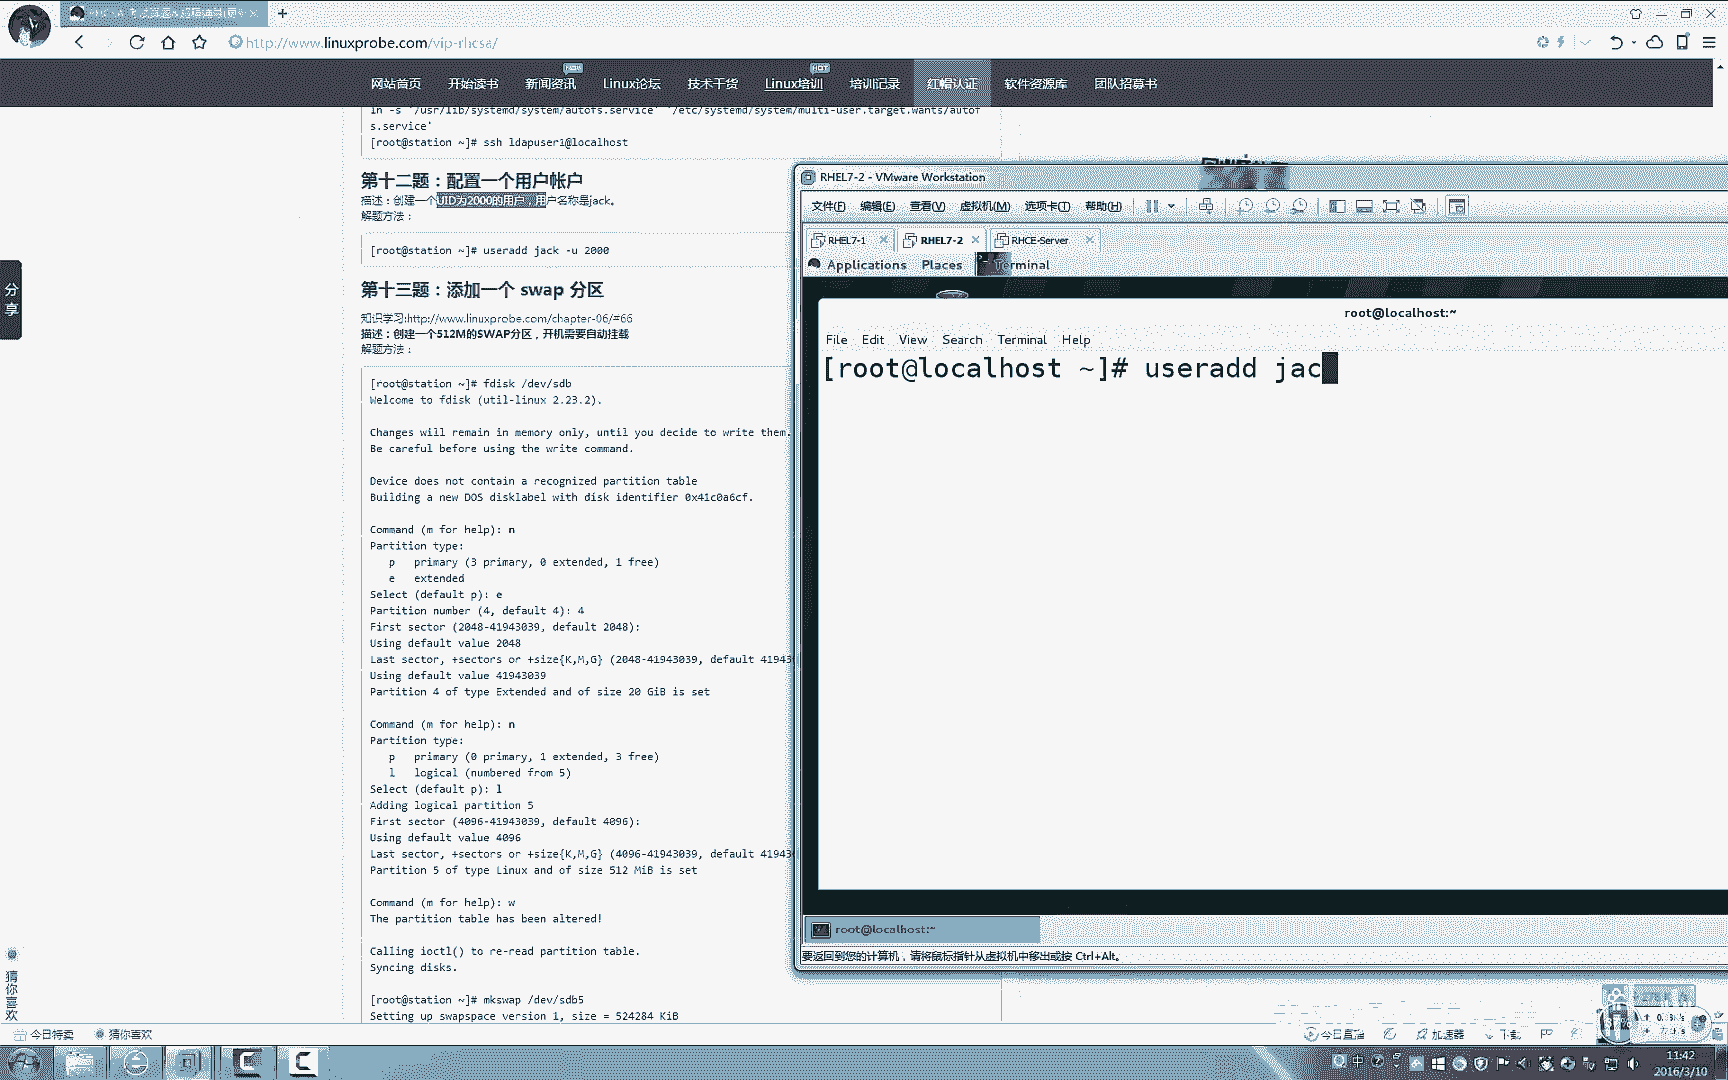 http://www.linuxprobe.com/vip-rhcsa/
网站首页
开始读书
新闻资讯
New
Linux论坛
技术干货
Linux培训
HOT
培训记录
红帽认证
软件资源库
团队招募书
ln -s '/usr/lib/systemd/system/autofs.service' '/etc/systemd/system/multi-user.target.wants/autof
s.service'
[root@station ~]# ssh ldapuser1@localhost
第十二题：配置一个用户帐户
描述：创建一个UID为2000的用户，用户名称是jack。
解题方法：
[root@station ~]# useradd jack -u 2000
第十三题：添加一个 swap 分区
知识学习:http://www.linuxprobe.com/chapter-06/#66
描述：创建一个512M的SWAP分区，开机需要自动挂载
解题方法：
[root@station ~]# fdisk /dev/sdb
Welcome to fdisk (util-linux 2.23.2).
Changes will remain in memory only, until you decide to write them.
Be careful before using the write command.
Device does not contain a recognized partition table
Building a new DOS disklabel with disk identifier 0x41c0a6cf.
Command (m for help): n
Partition type:
p primary (3 primary, 0 extended, 1 free)
e extended
Select (default p): e
Partition number (4, default 4): 4
First sector (2048-41943039, default 2048):
Using default value 2048
Last sector, +sectors or +size{K,M,G} (2048-41943039, default 41943
Using default value 41943039
Partition 4 of type Extended and of size 20 GiB is set
Command (m for help): n
Partition type:
p primary (0 primary, 1 extended, 3 free)
l logical (numbered from 5)
Select (default p): l
Adding logical partition 5
First sector (4096-41943039, default 4096):
Using default value 4096
Last sector, +sectors or +size{K,M,G} (4096-41943039, default 41943
Partition 5 of type Linux and of size 512 MiB is set
Command (m for help): w
The partition table has been altered!
Calling ioctl() to re-read partition table.
Syncing disks.
[root@station ~]# mkswap /dev/sdb5
Setting up swapspace version 1, size = 524284 KiB
分享
猜你喜欢
RHEL7-2 - VMware Workstation
文件(F)
编辑(E)
查看(V)
虚拟机(M)
选项卡(T)
帮助(H)
RHEL7-1
RHEL7-2
RHCE-Server
Applications
Places
Terminal
root@localhost:~
File
Edit
View
Search
Terminal
Help
[root@localhost ~]# useradd jac
root@localhost:~
要返回到您的计算机，请将鼠标指针从虚拟机中移出或按 Ctrl+Alt。
今日特卖
猜你喜欢
今日直播
加速器
下载
中
11:42
2016/3/10